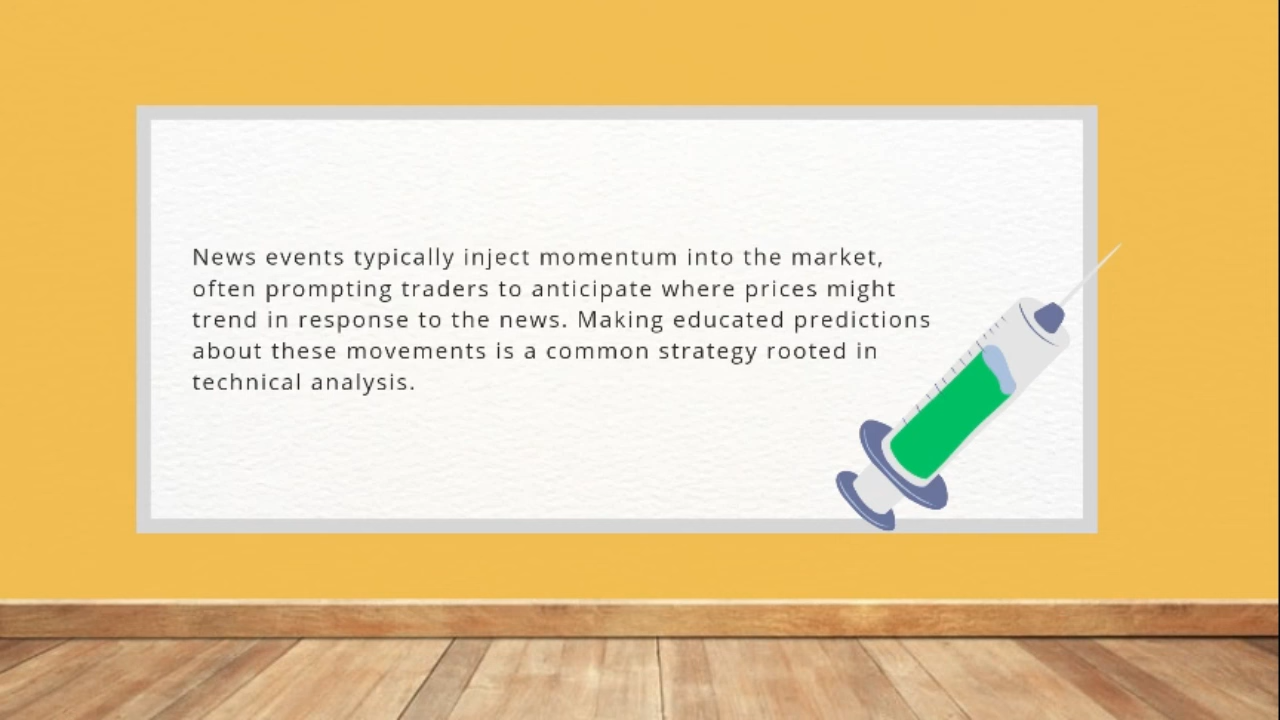 News events typically inject momentum into the market,
often prompting traders to anticipate where prices might
trend in response to the news. Making educated predictions
about these movements is a common strategy rooted in
technical analysis.